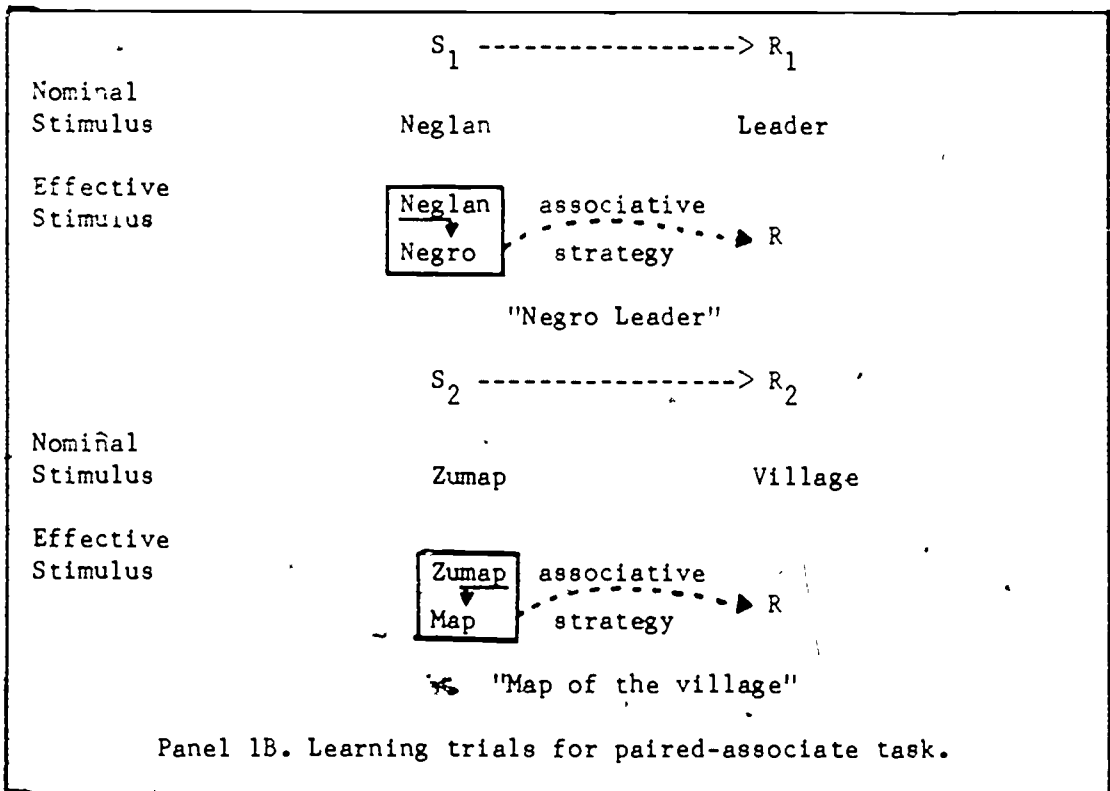 S1 ----------------> R1
Nominal
Stimulus Neglan Leader
Effective
Stimulus
Neglan associative
Negro strategy R
"Negro Leader"
S2 ----------------> R2
Nominal
Stimulus Zumap Village
Effective
Stimulus
Zumap associative
Map strategy R
"Map of the village"
Panel 1B. Learning trials for paired-associate task.